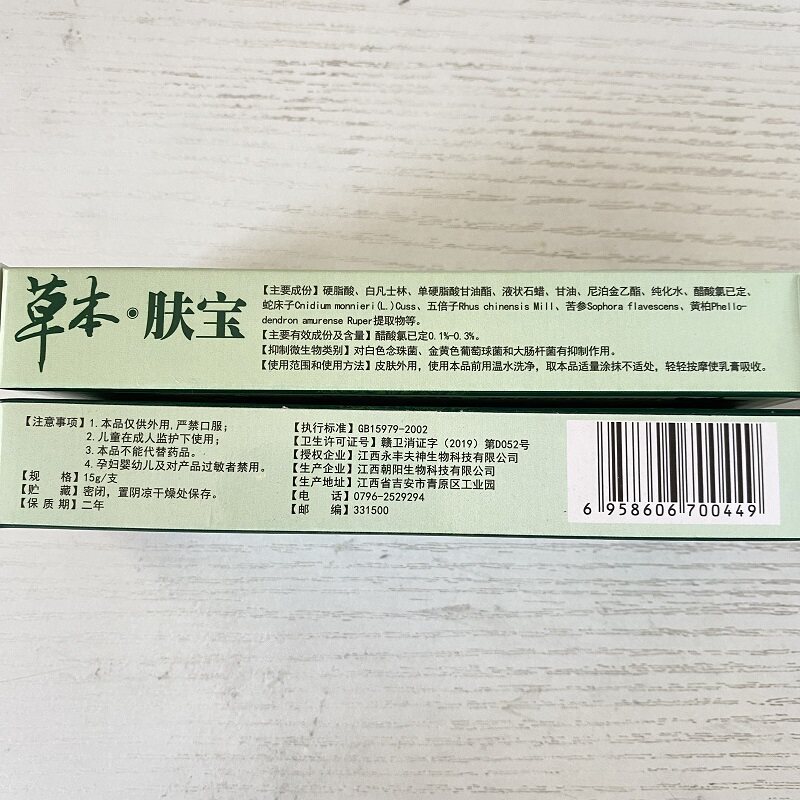 草本·肤宝
【主要成份】硬脂酸、白凡士林、单硬脂酸甘油酯、液状石蜡、甘油、尼泊金乙酯、纯化水、醋酸氯已定、
蛇床子Cnidium monnieri(L.)Cuss、五倍子Rhus chinensis Mill、苦参Sophora flavescens、黄柏Phello-
dendron amurense Ruper提取物等。
【主要有效成份及含量】醋酸氯已定0.1%-0.3%。
【抑制微生物类别】对白色念珠菌、金黄色葡萄球菌和大肠杆菌有抑制作用。
【使用范围和使用方法】皮肤外用，使用本品前用温水洗净，取本品适量涂抹不适处，轻轻按摩使乳膏吸收。
【注意事项】1.本品仅供外用,严禁口服；
2.儿童在成人监护下使用；
3.本品不能代替药品。
4.孕妇婴幼儿及对产品过敏者禁用。
【规 格】15g/支
【贮 藏】密闭，置阴凉干燥处保存。
【保 质 期】二年
【执行标准】GB15979-2002
【卫生许可证号】赣卫消证字（2019）第D052号
【授权企业】江西永丰夫神生物科技有限公司
【生产企业】江西朝阳生物科技有限公司
【生产地址】江西省吉安市青原区工业园
【电 话】0796-2529294
【邮 编】331500
6 958606 700449